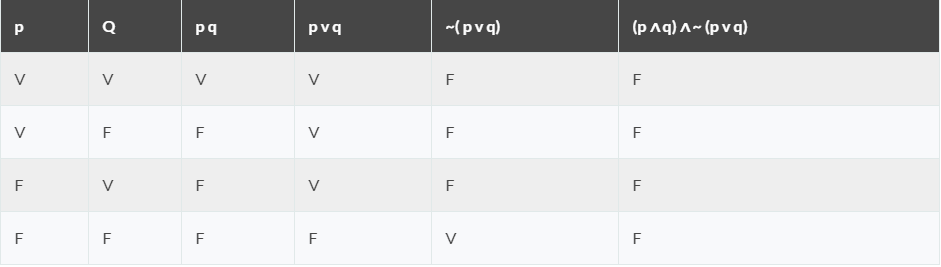 p Q p q p v q ~( p v q) (p ∧ q) ∧ ~ (p v q)
V V V V F F
V F F V F F
F V F V F F
F F F F V F